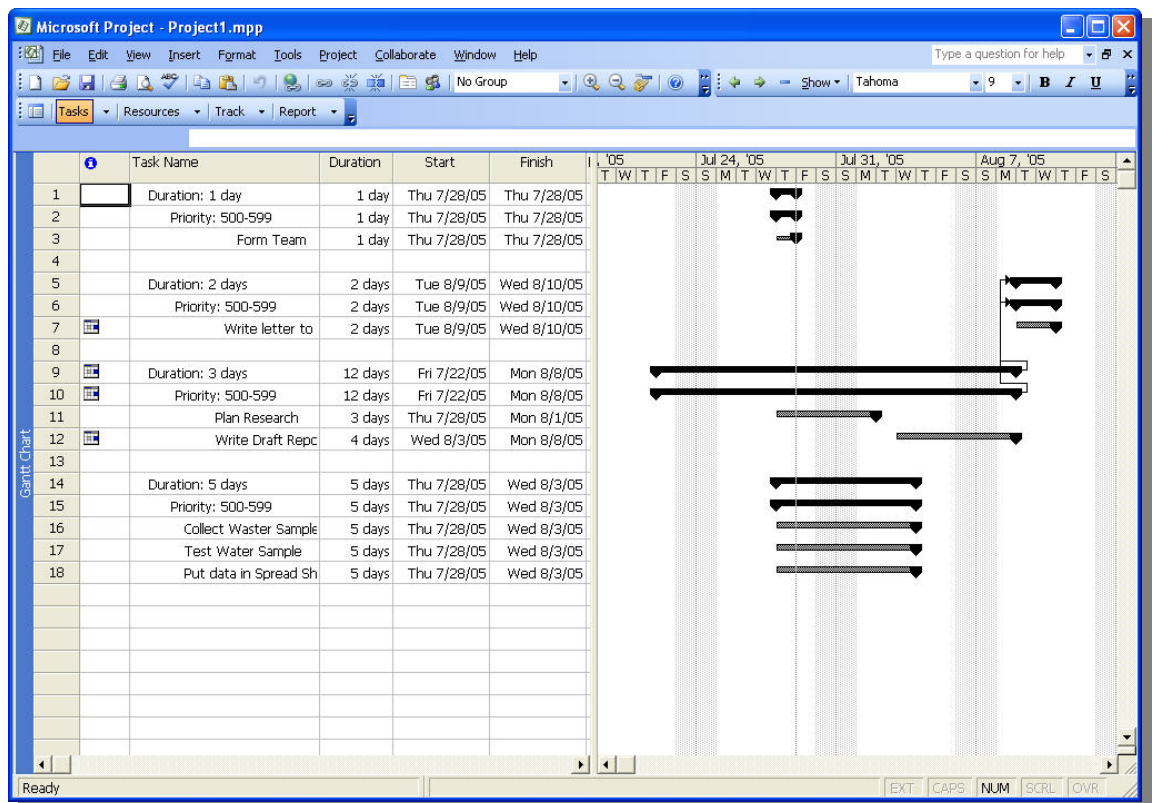 Microsoft Project - Project1.mpp
File Edit View Insert Format Tools Project Collaborate Window Help Type a question for help
No Group Show Tahoma 9 B I U
Tasks Resources Track Report
Task Name Duration Start Finish , '05 Jul 24, '05 Jul 31, '05 Aug 7, '05
T W T F S S M T W T F S S M T W T F S S M T W T F S
1 Duration: 1 day 1 day Thu 7/28/05 Thu 7/28/05
2 Priority: 500-599 1 day Thu 7/28/05 Thu 7/28/05
3 Form Team 1 day Thu 7/28/05 Thu 7/28/05
4
5 Duration: 2 days 2 days Tue 8/9/05 Wed 8/10/05
6 Priority: 500-599 2 days Tue 8/9/05 Wed 8/10/05
7 Write letter to 2 days Tue 8/9/05 Wed 8/10/05
8
9 Duration: 3 days 12 days Fri 7/22/05 Mon 8/8/05
10 Priority: 500-599 12 days Fri 7/22/05 Mon 8/8/05
11 Plan Research 3 days Thu 7/28/05 Mon 8/1/05
12 Write Draft Repo 4 days Wed 8/3/05 Mon 8/8/05
13
14 Duration: 5 days 5 days Thu 7/28/05 Wed 8/3/05
15 Priority: 500-599 5 days Thu 7/28/05 Wed 8/3/05
16 Collect Waster Sample 5 days Thu 7/28/05 Wed 8/3/05
17 Test Water Sample 5 days Thu 7/28/05 Wed 8/3/05
18 Put data in Spread Sh 5 days Thu 7/28/05 Wed 8/3/05
Gantt Chart
Ready EXT CAPS NUM SCRL OVR